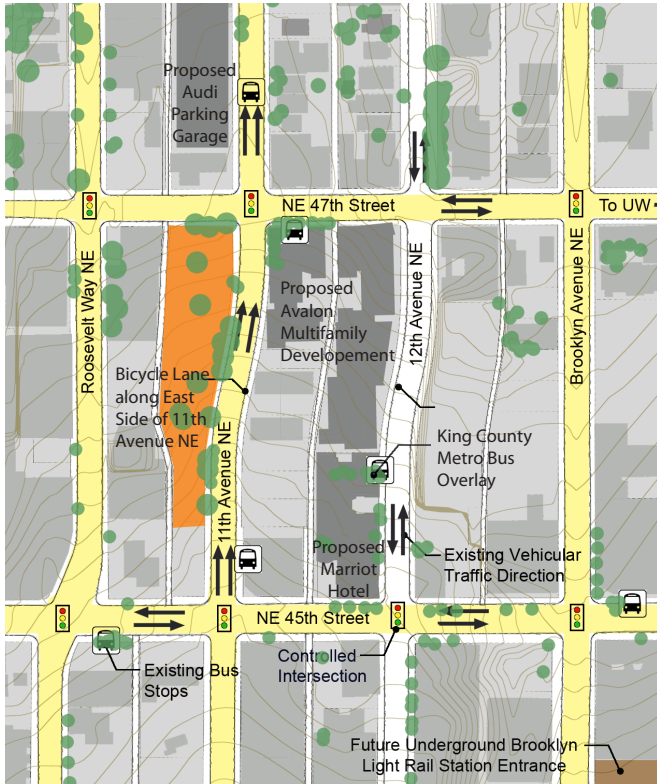 Proposed
Audi
Parking
Garage
NE 47th Street
To UW
Roosevelt Way NE
Proposed
Avalon
Multifamily
Developement
12th Avenue NE
Brooklyn Avenue NE
Bicycle Lane
along East
Side of 11th
Avenue NE
11th Avenue NE
King County
Metro Bus
Overlay
Proposed
Marriot
Hotel
Existing Vehicular
Traffic Direction
NE 45th Street
Existing Bus
Stops
Controlled
Intersection
Future Underground Brooklyn
Light Rail Station Entrance